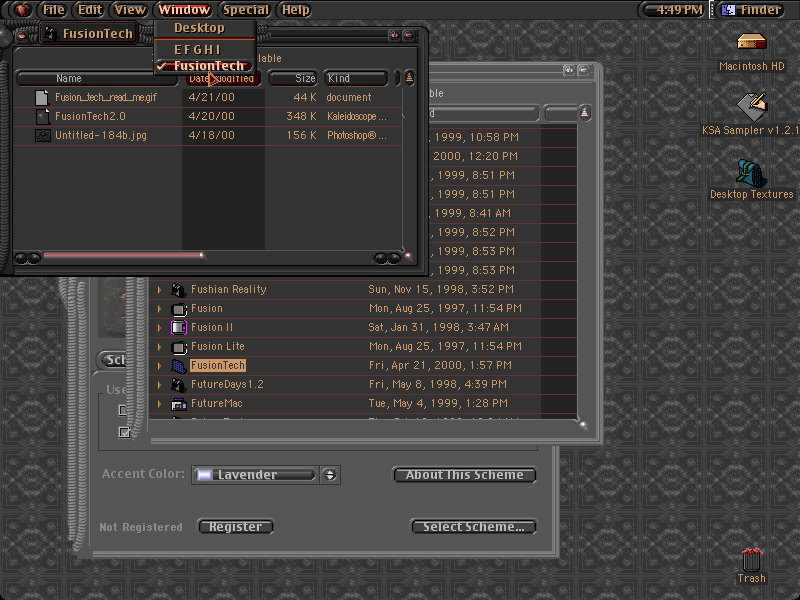 File Edit View Window Special Help 4:49 PM Finder
Desktop
E F G H I
FusionTech
FusionTech
lable
Name Date Modified Size Kind
Fusion_tech_read_me.gif 4/21/00 44 K document
FusionTech2.0 4/20/00 348 K Kaleidoscope ...
Untitled-184b.jpg 4/18/00 156 K Photoshop® ...
ble
d
, 1999, 10:58 PM
2000, 12:20 PM
, 1999, 8:51 PM
, 1999, 8:51 PM
, 1999, 8:41 AM
, 1999, 8:52 PM
, 1999, 8:53 PM
, 1999, 8:53 PM
Fushian Reality Sun, Nov 15, 1998, 3:52 PM
Fusion Mon, Aug 25, 1997, 11:54 PM
Fusion II Sat, Jan 31, 1998, 3:47 AM
Fusion Lite Mon, Aug 25, 1997, 11:54 PM
FusionTech Fri, Apr 21, 2000, 1:57 PM
FutureDays1.2 Fri, May 8, 1998, 4:39 PM
FutureMac Tue, May 4, 1999, 1:28 PM
Sch
Use
Accent Color: Lavender About This Scheme
Not Registered Register Select Scheme...
Macintosh HD
KSA Sampler v1.2.1
Desktop Textures
Trash